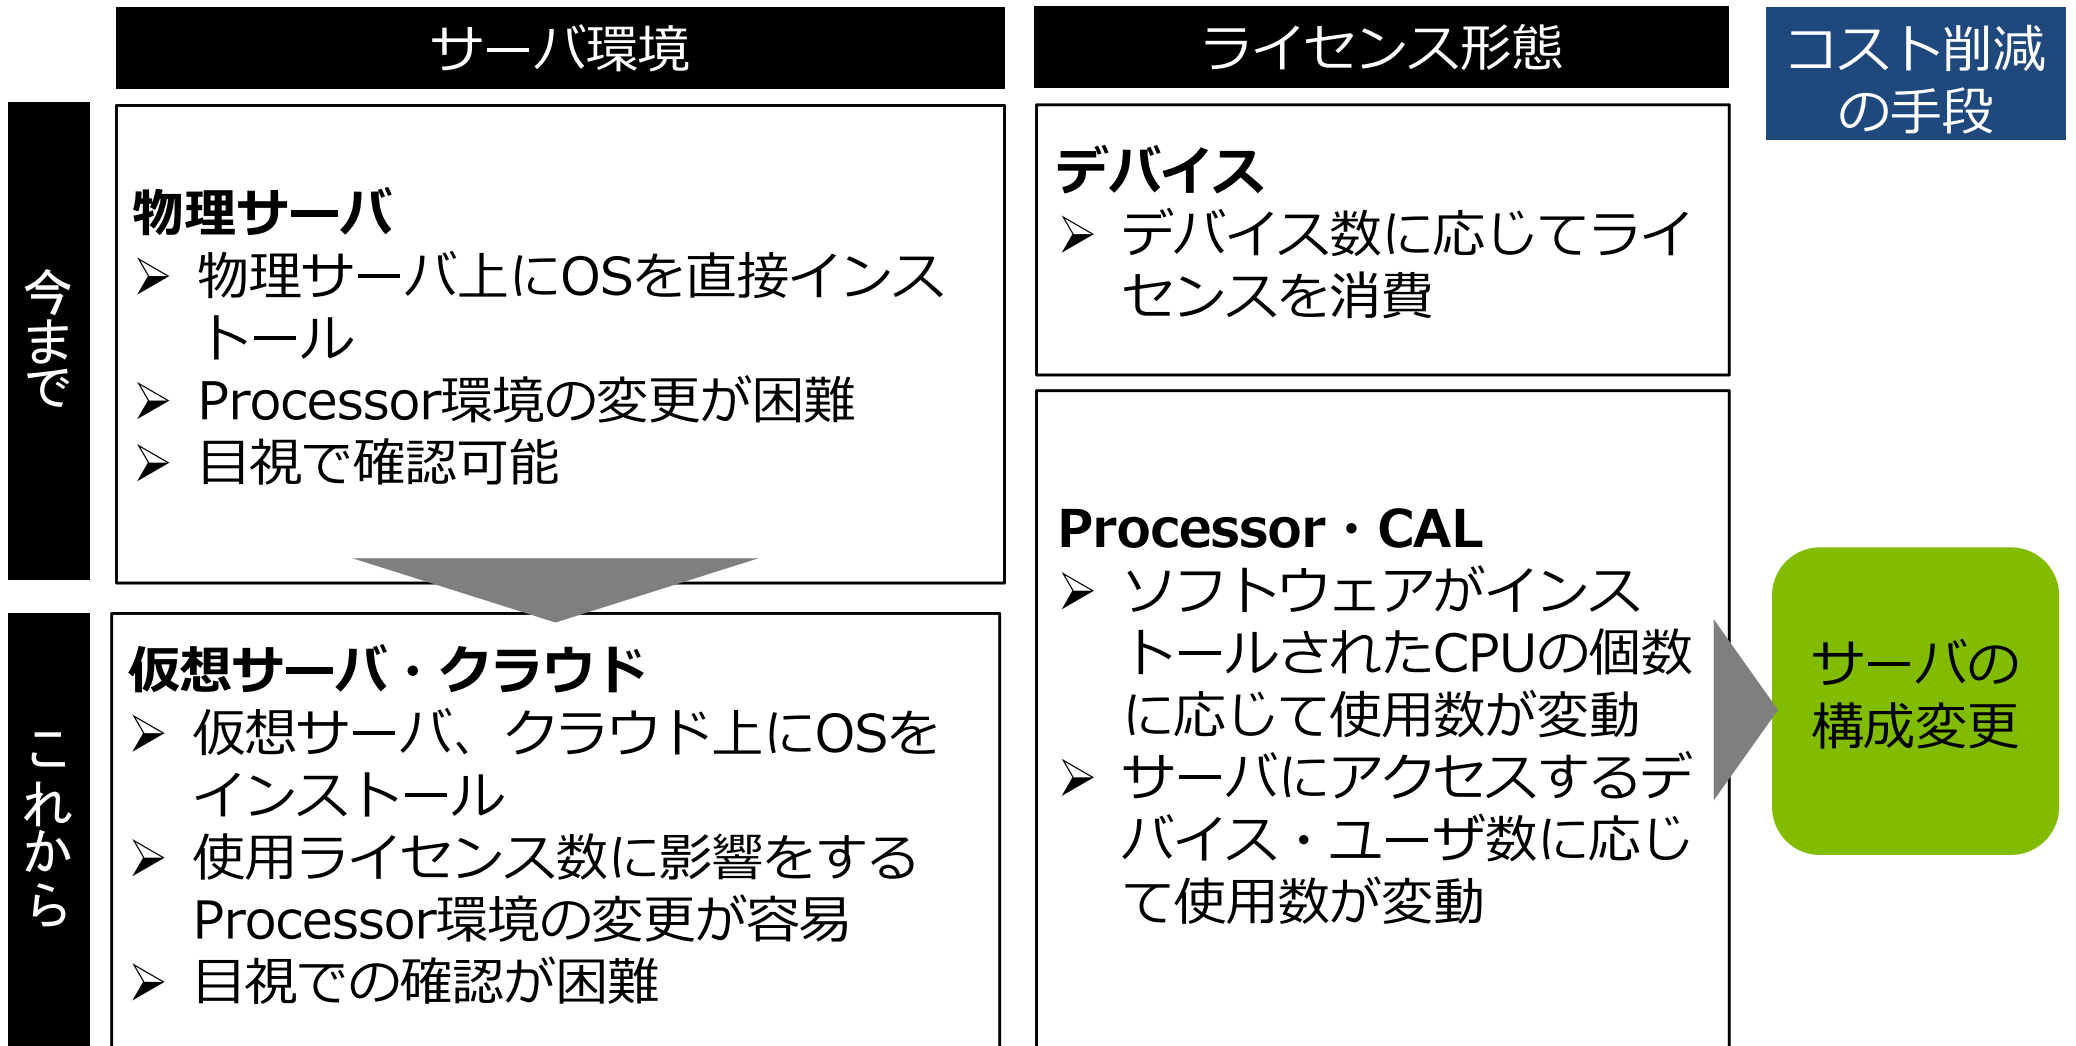 サーバ環境
ライセンス形態
コスト削減
の手段
今まで
物理サーバ
➢ 物理サーバ上にOSを直接インス
トール
➢ Processor環境の変更が困難
➢ 目視で確認可能
デバイス
➢ デバイス数に応じてライ
センスを消費
これから
仮想サーバ・クラウド
➢ 仮想サーバ、クラウド上にOSを
インストール
➢ 使用ライセンス数に影響をする
Processor環境の変更が容易
➢ 目視での確認が困難
Processor・CAL
➢ ソフトウェアがインス
トールされたCPUの個数
に応じて使用数が変動
➢ サーバにアクセスするデ
バイス・ユーザ数に応じ
て使用数が変動
サーバの
構成変更